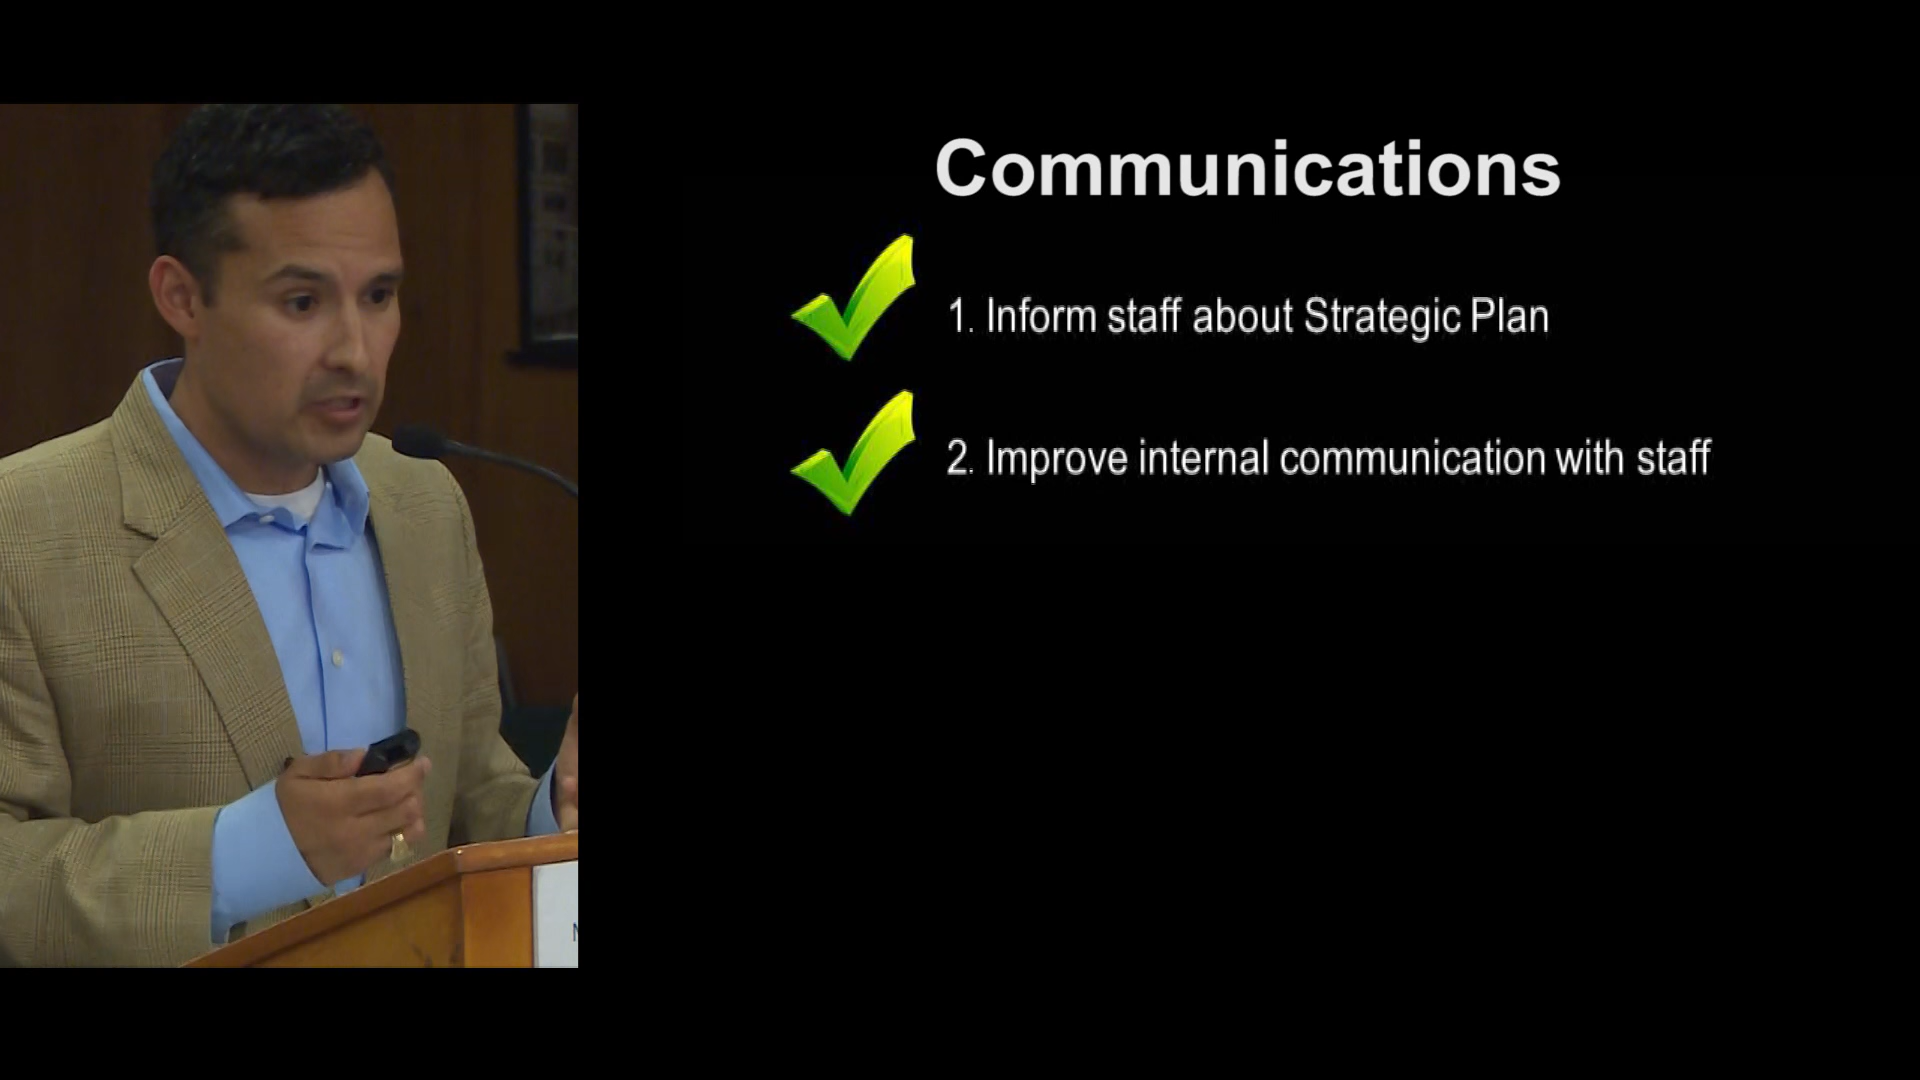 Communications
1. Inform staff about Strategic Plan
2. Improve internal communication with staff